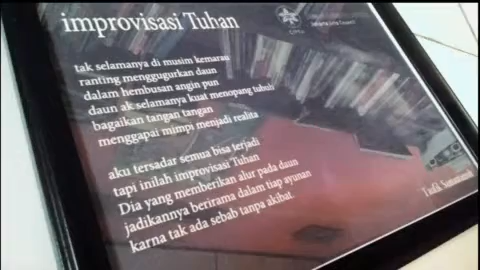 improvisasi Tuhan
tak selamanya di musim kemarau
ranting menggugurkan daun
dalam hembusan angin pun
daun ak selamanya kuat menopang tubuh
bagaikan tangan tangan
menggapai mimpi menjadi realita
aku tersadar semua bisa terjadi
tapi inilah improvisasi Tuhan
Dia yang memberikan alur pada daun
jadikannya berirama dalam tiap ayunan
karna tak ada sebab tanpa akibat.